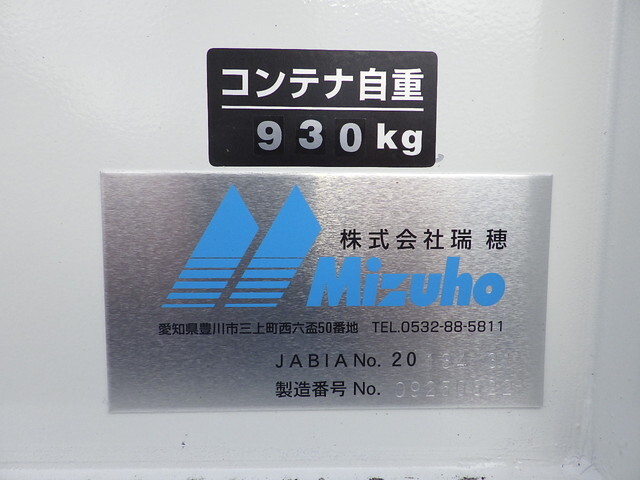 コンテナ自重
930kg
株式会社瑞穂
Mizuho
愛知県豊川市三上町西六盃50番地 TEL.0532-88-5811
JABIA No. 20
製造番号 No.